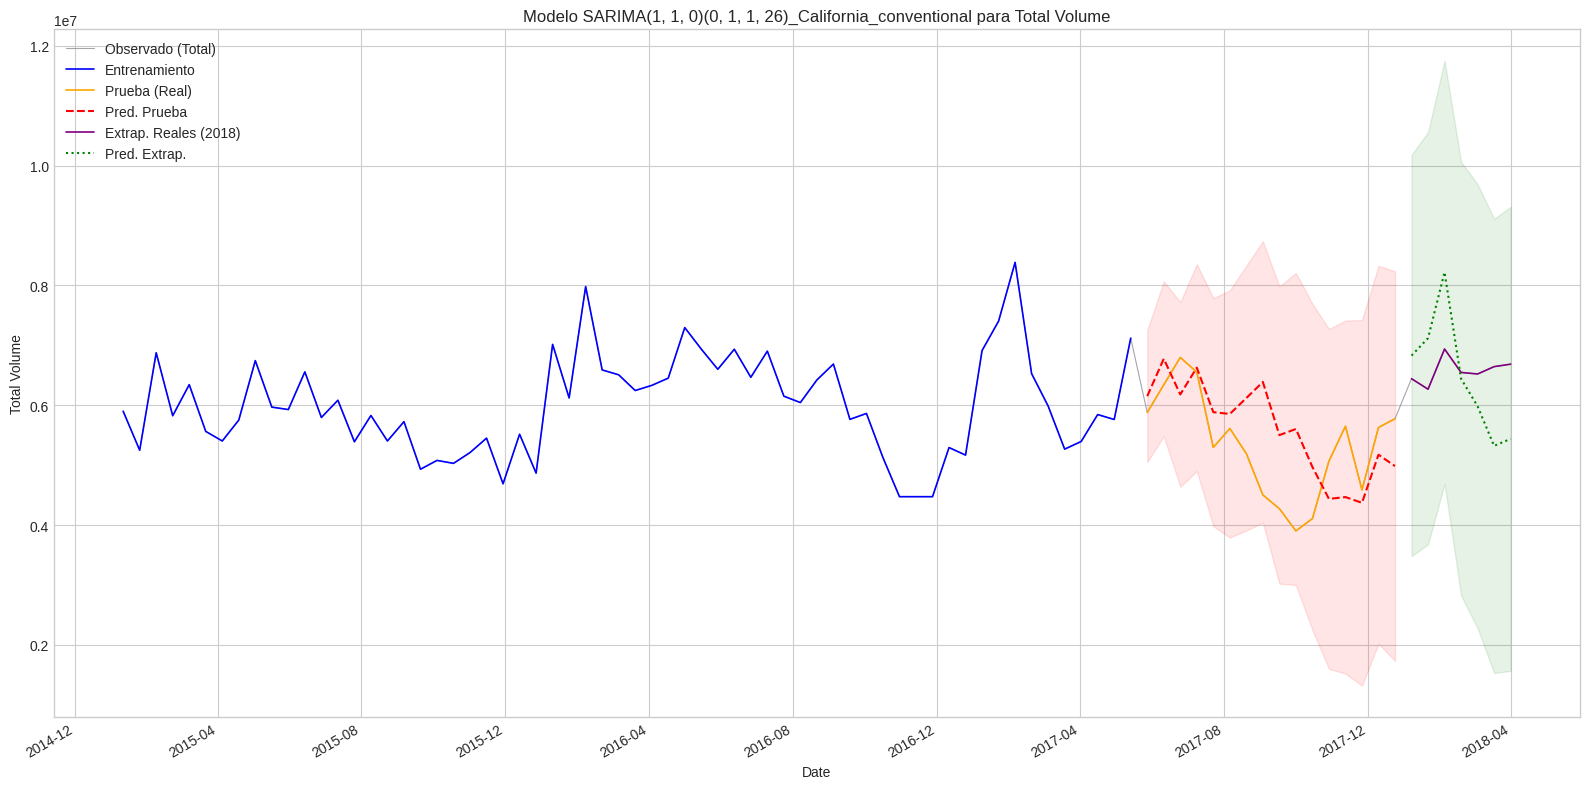 Modelo SARIMA(1, 1, 0)(0, 1, 1, 26)_California_conventional para Total Volume
1e7
Observado (Total)
Entrenamiento
Prueba (Real)
Pred. Prueba
Extrap. Reales (2018)
Pred. Extrap.
1.2
1.0
0.8
0.6
0.4
0.2
Total Volume
2014-12
2015-04
2015-08
2015-12
2016-04
2016-08
2016-12
2017-04
2017-08
2017-12
2018-04
Date